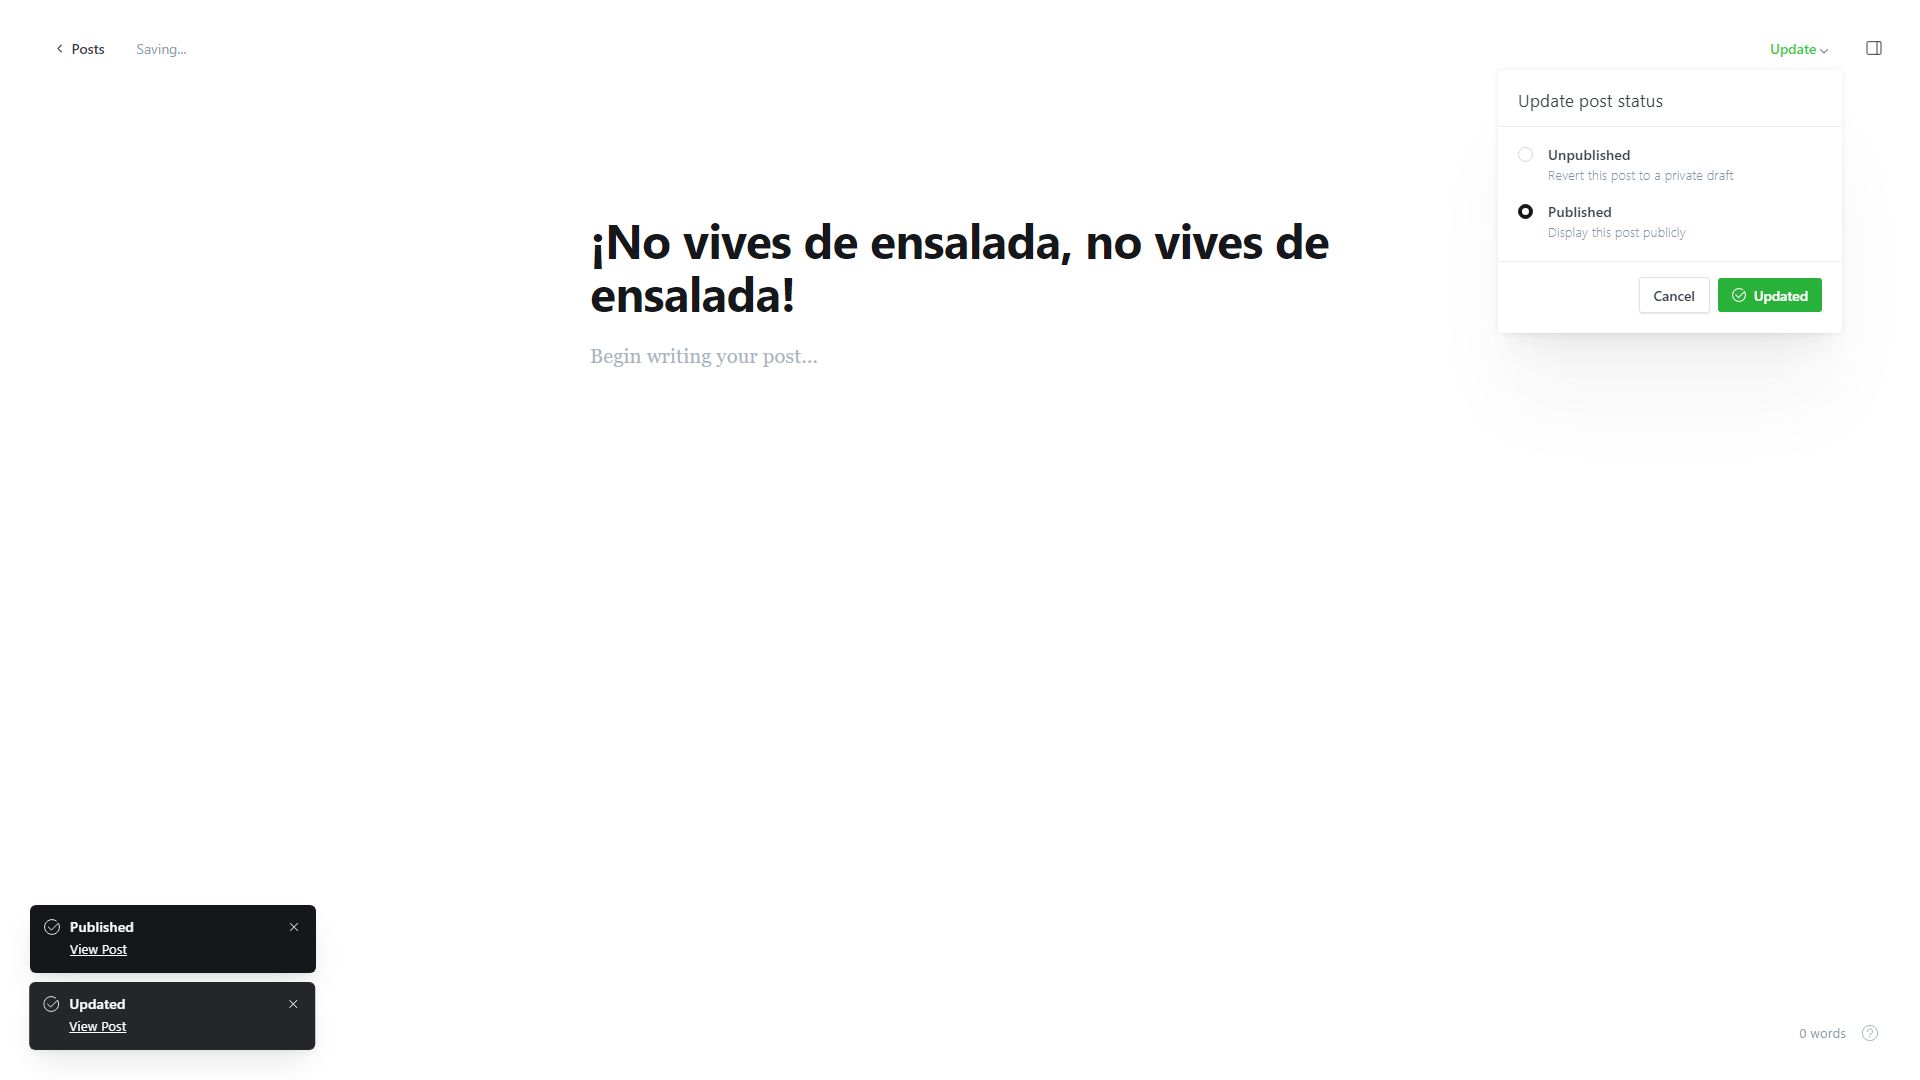 Posts
Saving...
Update
Update post status
Unpublished
Revert this post to a private draft
Published
Display this post publicly
Cancel
Updated
¡No vives de ensalada, no vives de
ensalada!
Begin writing your post...
Published
View Post
Updated
View Post
0 words